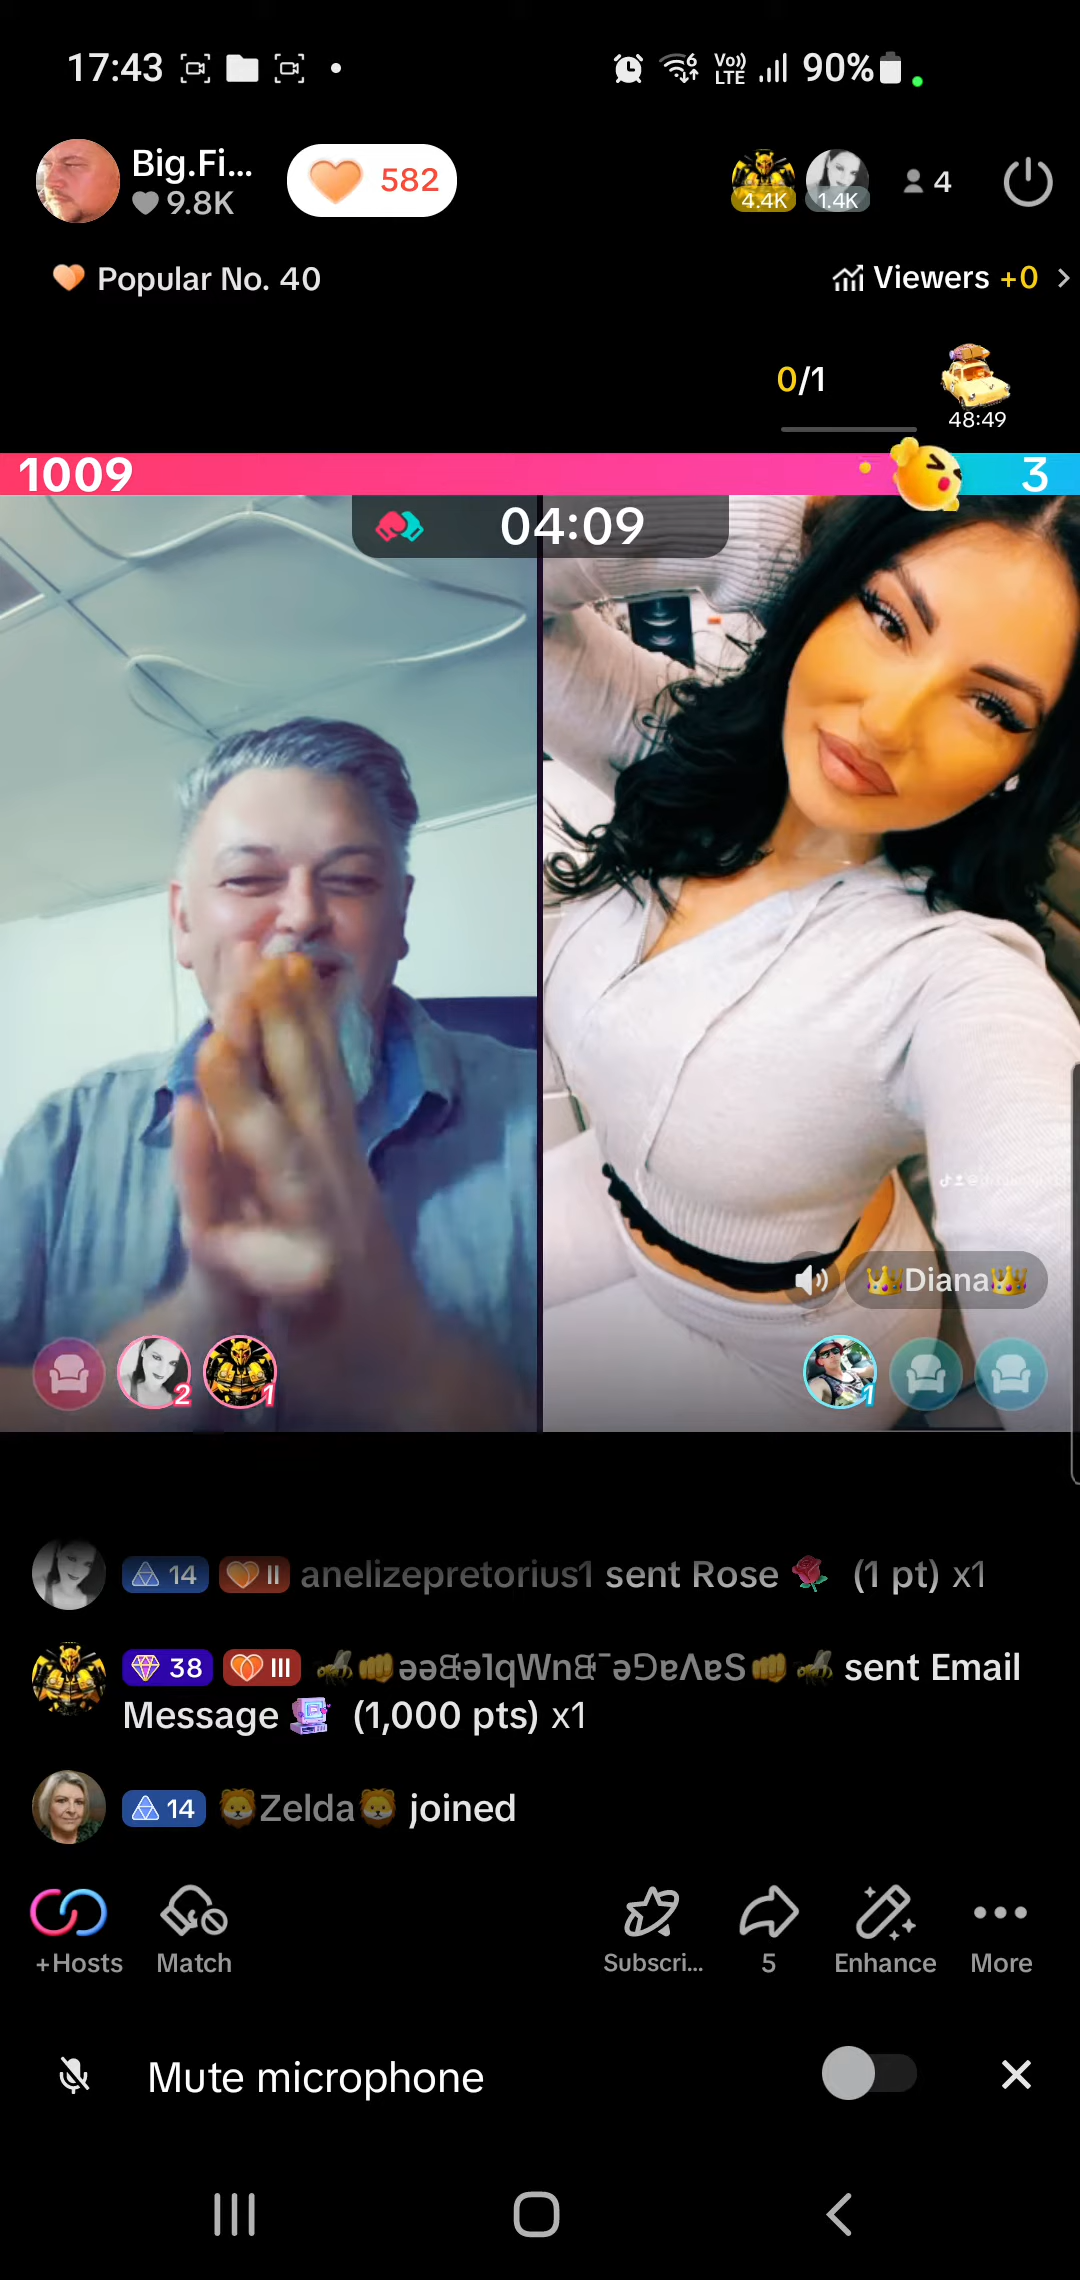 17:43
Vo))
LTE
90%
Big.Fi...
9.8K
582
4.4K
1.4K
4
Popular No. 40
Viewers +0 >
0/1
48:49
1009
3
04:09
👑Diana👑
2
1
1
14 II anelizepretorius1 sent Rose 🌹 (1 pt) x1
38 III sent Email
Message (1,000 pts) x1
14 🦁Zelda🦁 joined
+Hosts
Match
Subscri...
5
Enhance
More
Mute microphone